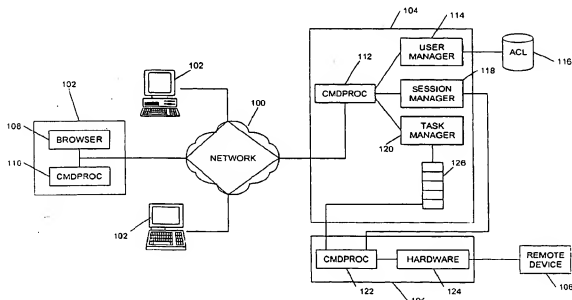 104
114
USER
MANAGER
ACL
116
112
118
102
CMDPROC
SESSION
MANAGER
102
100
108
BROWSER
TASK
MANAGER
120
NETWORK
110
CMDPROC
126
102
CMDPROC
HARDWARE
REMOTE
DEVICE
122
124
106